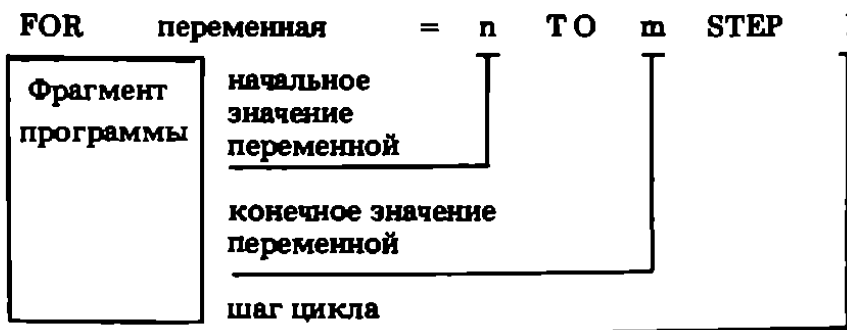 FOR переменная = n TO m STEP
Фрагмент
программы
начальное
значение
переменной
конечное значение
переменной
шаг цикла